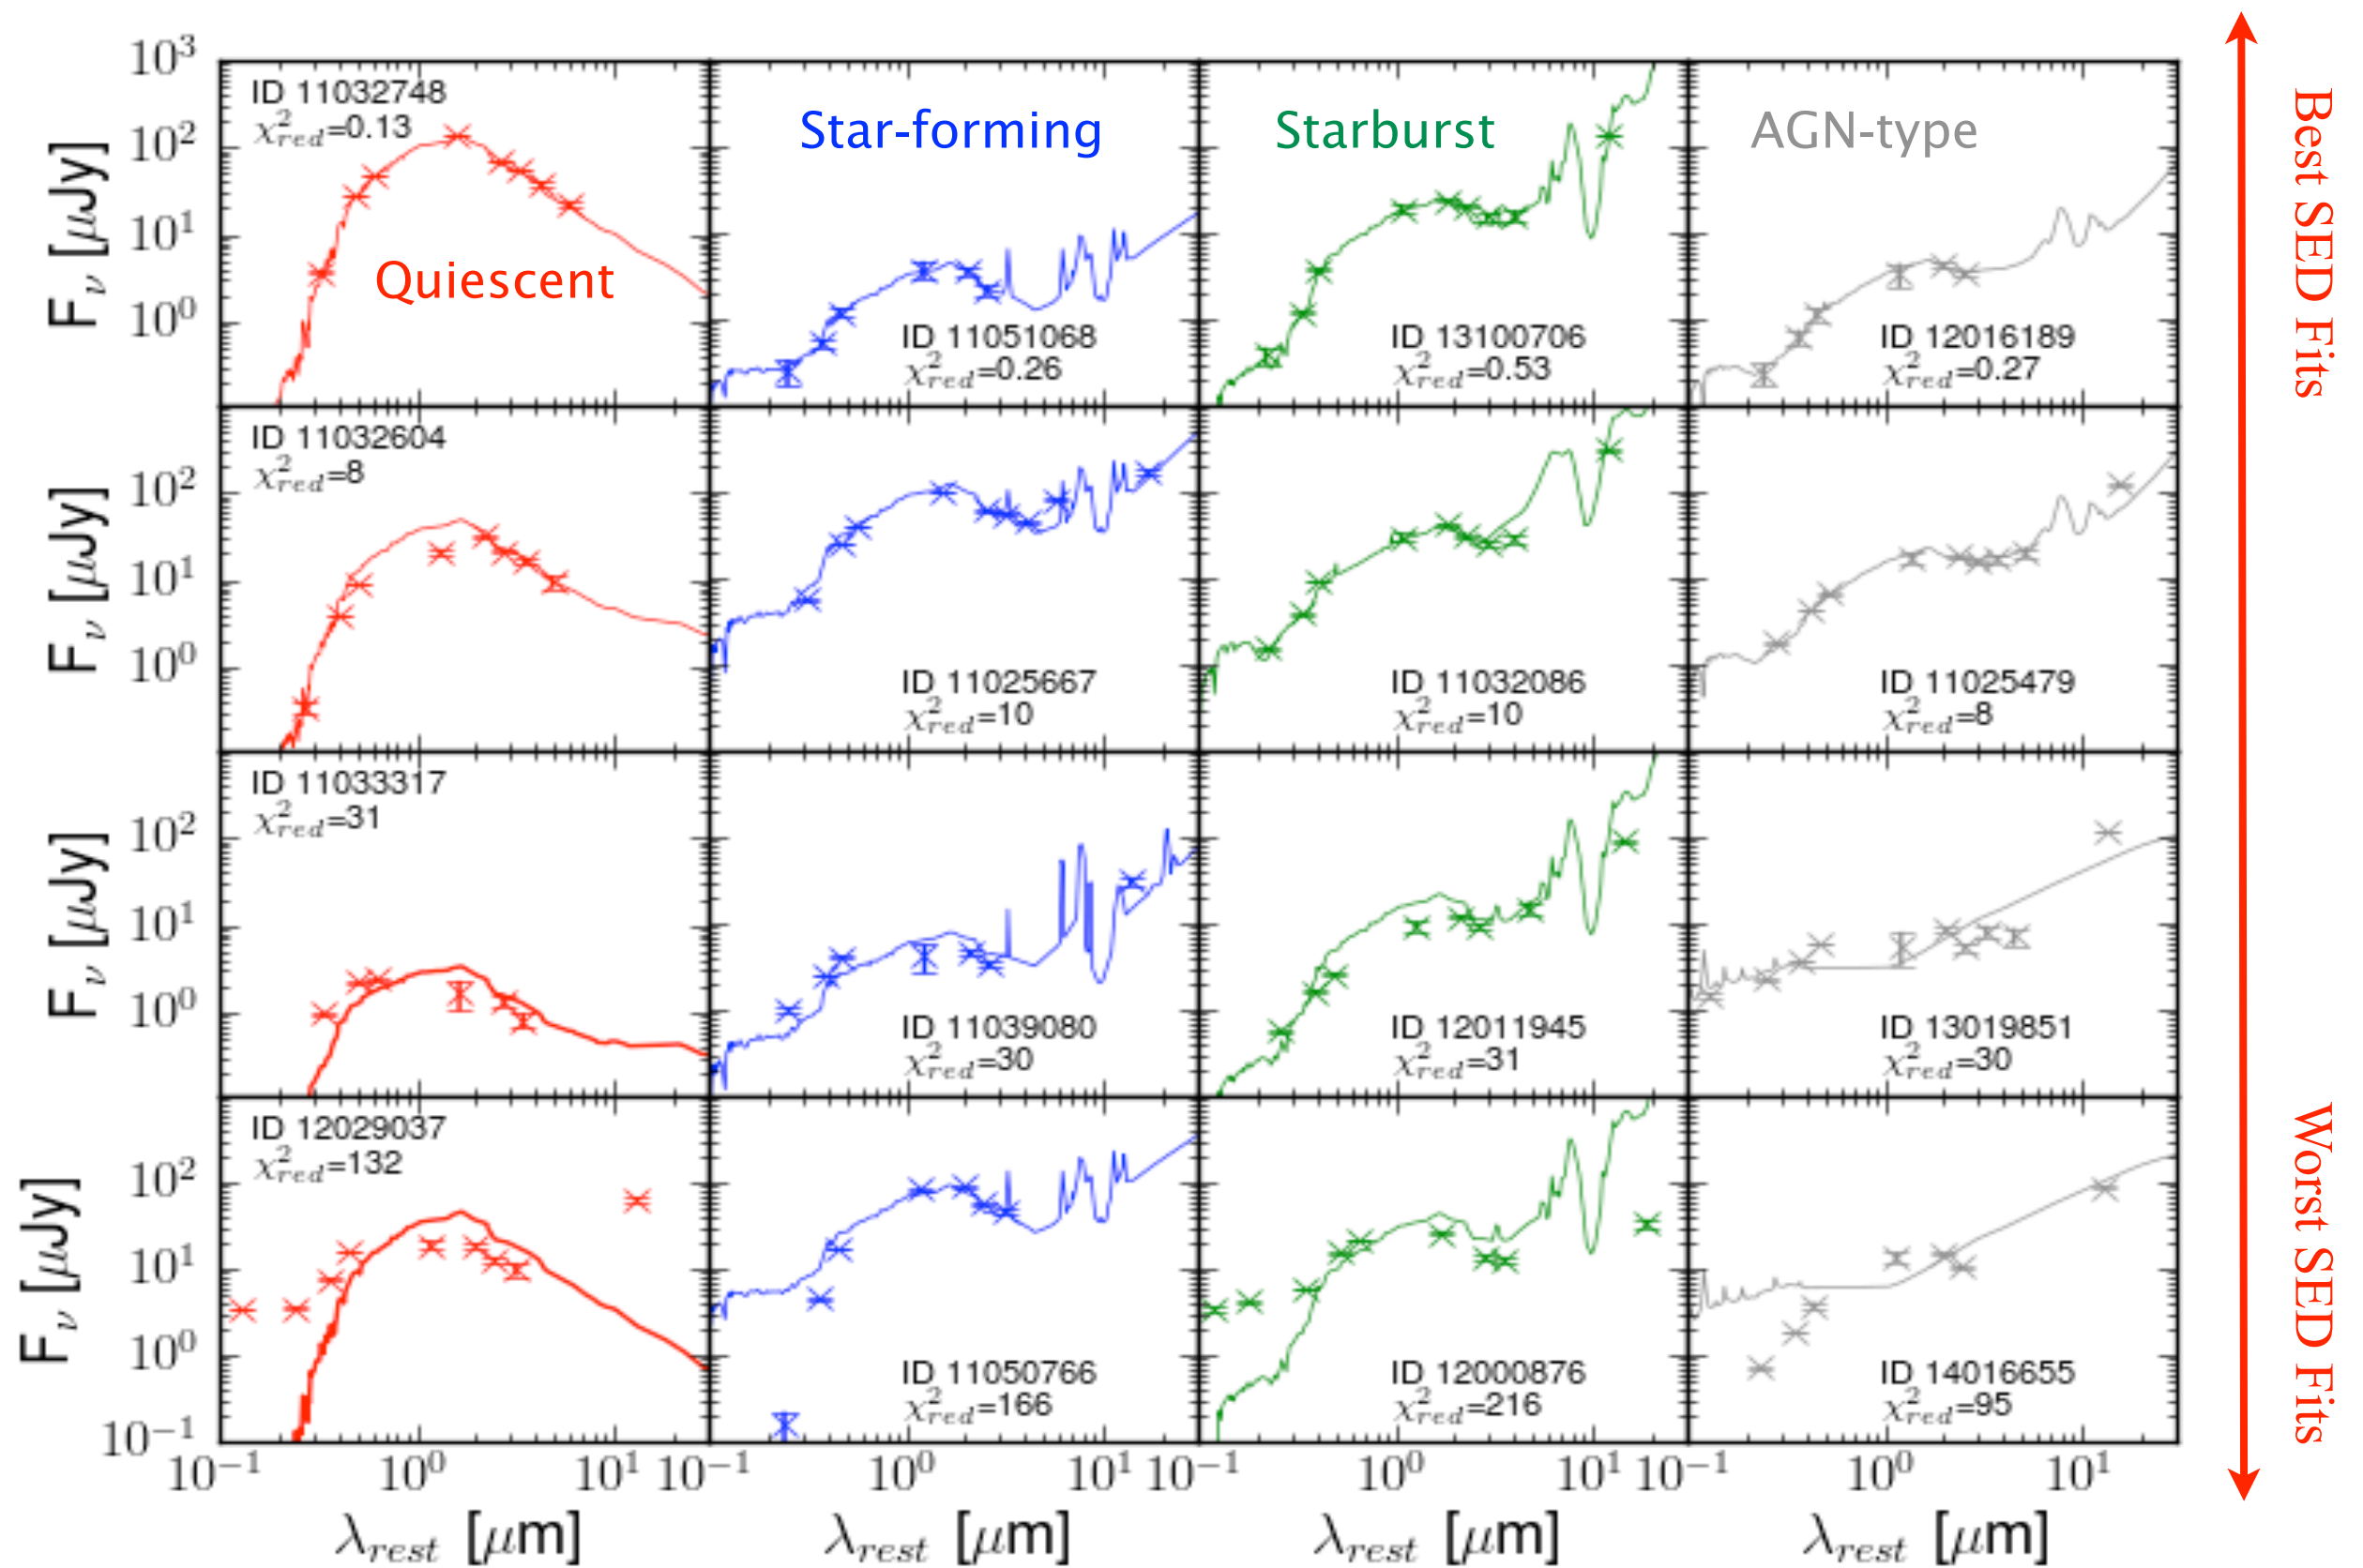 ID 11032748
χ²red=0.13
Quiescent
Star-forming
ID 11051068
χ²red=0.26
Starburst
ID 13100706
χ²red=0.53
AGN-type
ID 12016189
χ²red=0.27
10³
10²
10¹
10⁰
Fν [μJy]
ID 11032604
χ²red=8
ID 11025667
χ²red=10
ID 11032086
χ²red=10
ID 11025479
χ²red=8
10²
10¹
10⁰
Fν [μJy]
ID 11033317
χ²red=31
ID 11039080
χ²red=30
ID 12011945
χ²red=31
ID 13019851
χ²red=30
10²
10¹
10⁰
Fν [μJy]
ID 12029037
χ²red=132
ID 11050766
χ²red=166
ID 12000876
χ²red=216
ID 14016655
χ²red=95
10²
10¹
10⁰
10⁻¹
Fν [μJy]
10⁻¹ 10⁰ 10¹ 10⁻¹ 10⁰ 10¹ 10⁻¹ 10⁰ 10¹ 10⁻¹ 10⁰ 10¹
λrest [μm] λrest [μm] λrest [μm] λrest [μm]
Best SED Fits
Worst SED Fits